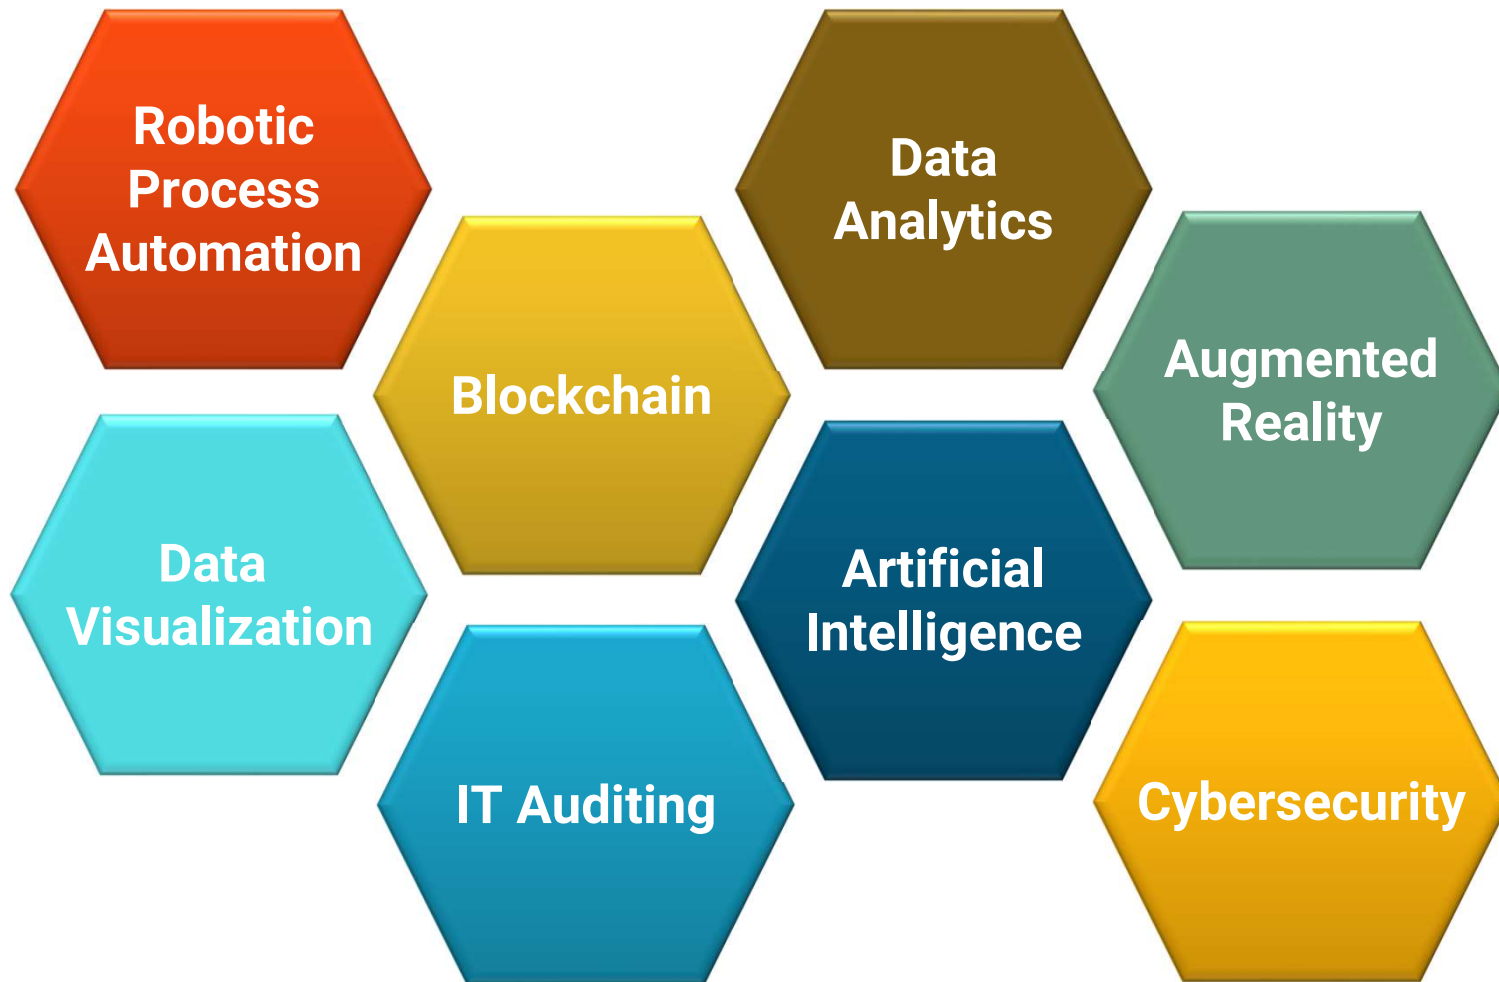 Robotic
Process
Automation
Data
Analytics
Blockchain
Augmented
Reality
Data
Visualization
Artificial
Intelligence
IT Auditing
Cybersecurity